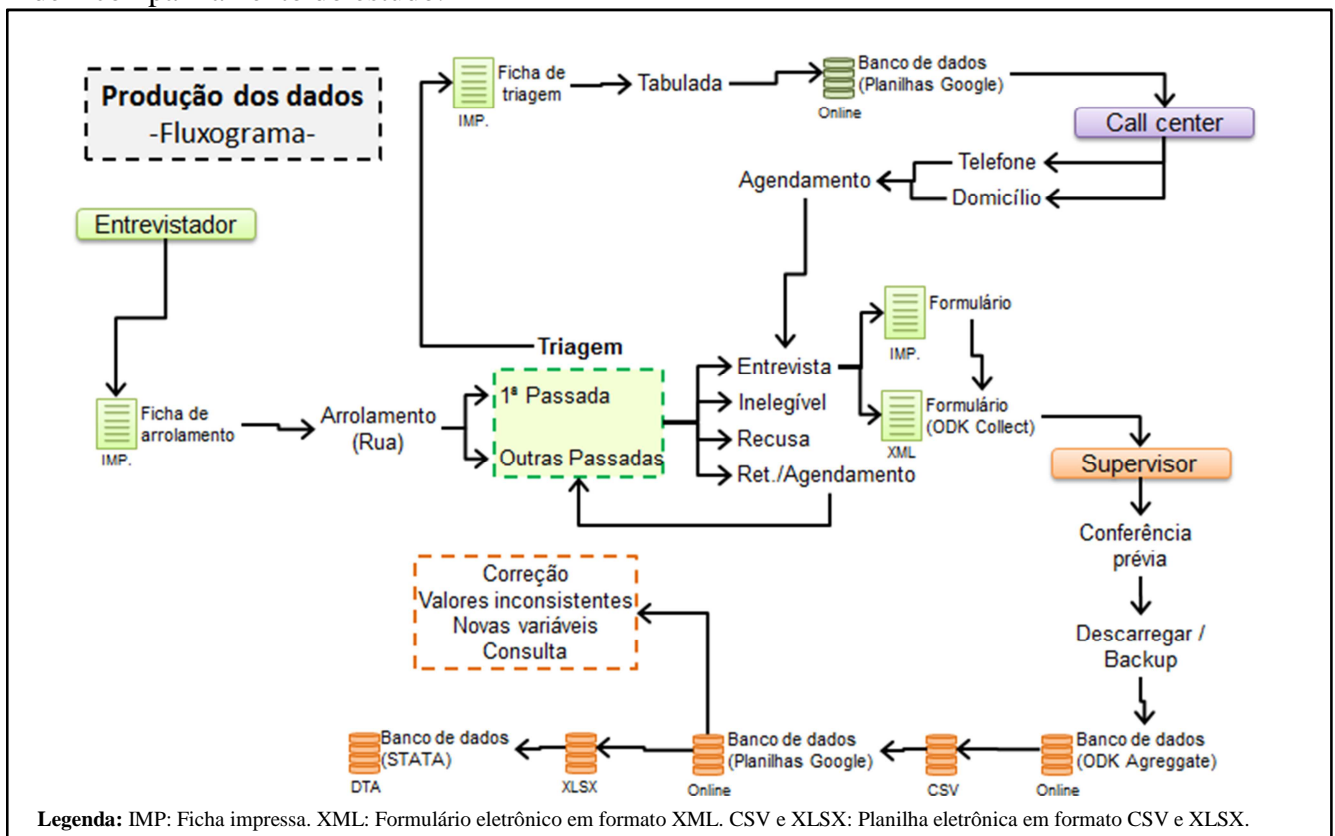 Produção dos dados
-Fluxograma-
Ficha de
triagem
IMP.
Tabulada
Banco de dados
(Planilhas Google)
Online
Call center
Telefone
Domicílio
Agendamento
Entrevistador
Ficha de
arrolamento
IMP.
Arrolamento
(Rua)
Triagem
1ª Passada
Outras Passadas
Entrevista
Inelegível
Recusa
Ret./Agendamento
Formulário
IMP.
Formulário
(ODK Collect)
XML
Supervisor
Conferência
prévia
Descarregar /
Backup
Correção
Valores inconsistentes
Novas variáveis
Consulta
Banco de dados
(STATA)
DTA
XLSX
Banco de dados
(Planilhas Google)
Online
CSV
Banco de dados
(ODK Agreggate)
Online
Legenda: IMP: Ficha impressa. XML: Formulário eletrônico em formato XML. CSV e XLSX: Planilha eletrônica em formato CSV e XLSX.